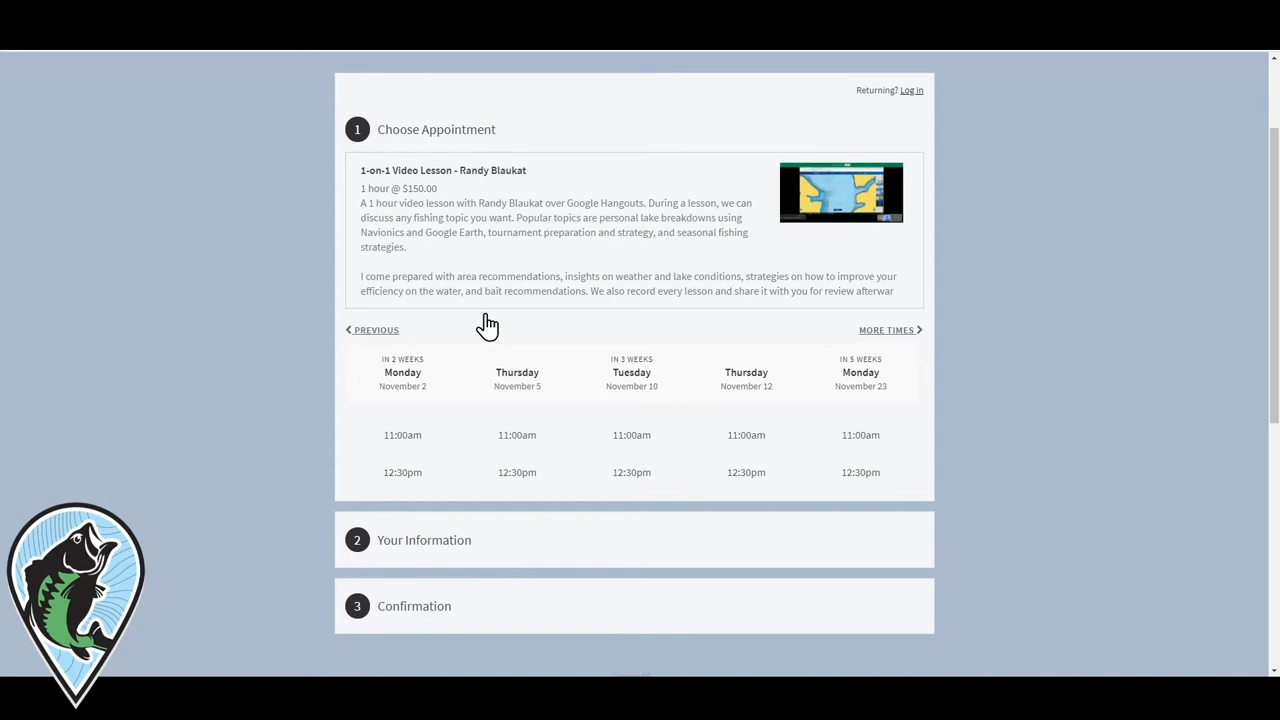 Returning? Log in
1 Choose Appointment
1-on-1 Video Lesson - Randy Blaukat
1 hour @ $150.00
A 1 hour video lesson with Randy Blaukat over Google Hangouts. During a lesson, we can
discuss any fishing topic you want. Popular topics are personal lake breakdowns using
Navionics and Google Earth, tournament preparation and strategy, and seasonal fishing
strategies.
I come prepared with area recommendations, insights on weather and lake conditions, strategies on how to improve your
efficiency on the water, and bait recommendations. We also record every lesson and share it with you for review afterwar
PREVIOUS MORE TIMES
IN 2 WEEKS IN 3 WEEKS IN 5 WEEKS
Monday Thursday Tuesday Thursday Monday
November 2 November 5 November 10 November 12 November 23
11:00am 11:00am 11:00am 11:00am 11:00am
12:30pm 12:30pm 12:30pm 12:30pm 12:30pm
2 Your Information
3 Confirmation